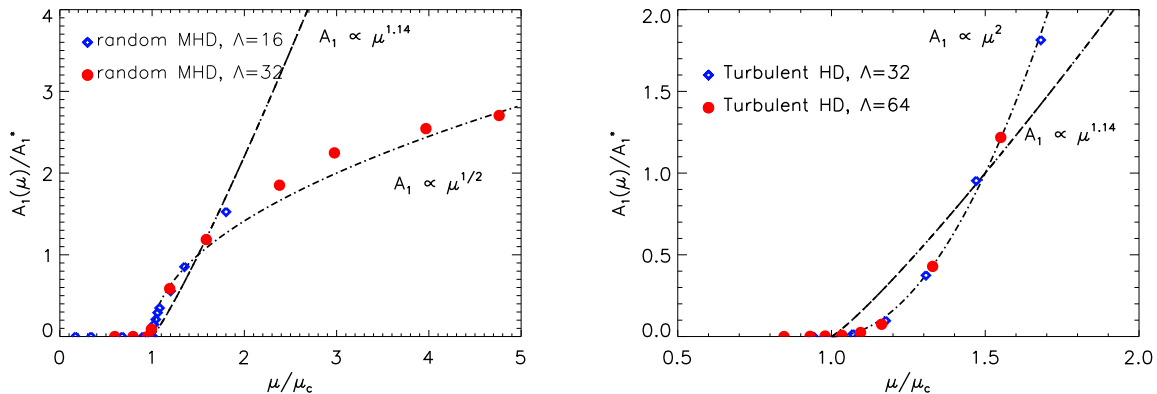 random MHD, Λ=16
random MHD, Λ=32
A₁ ∝ μ^1.14
A₁ ∝ μ^1/2
A₁(μ)/A₁*
4
3
2
1
0
0 1 2 3 4 5
μ/μc
A₁ ∝ μ²
Turbulent HD, Λ=32
Turbulent HD, Λ=64
A₁ ∝ μ^1.14
A₁(μ)/A₁*
2.0
1.5
1.0
0.5
0.0
0.5 1.0 1.5 2.0
μ/μc